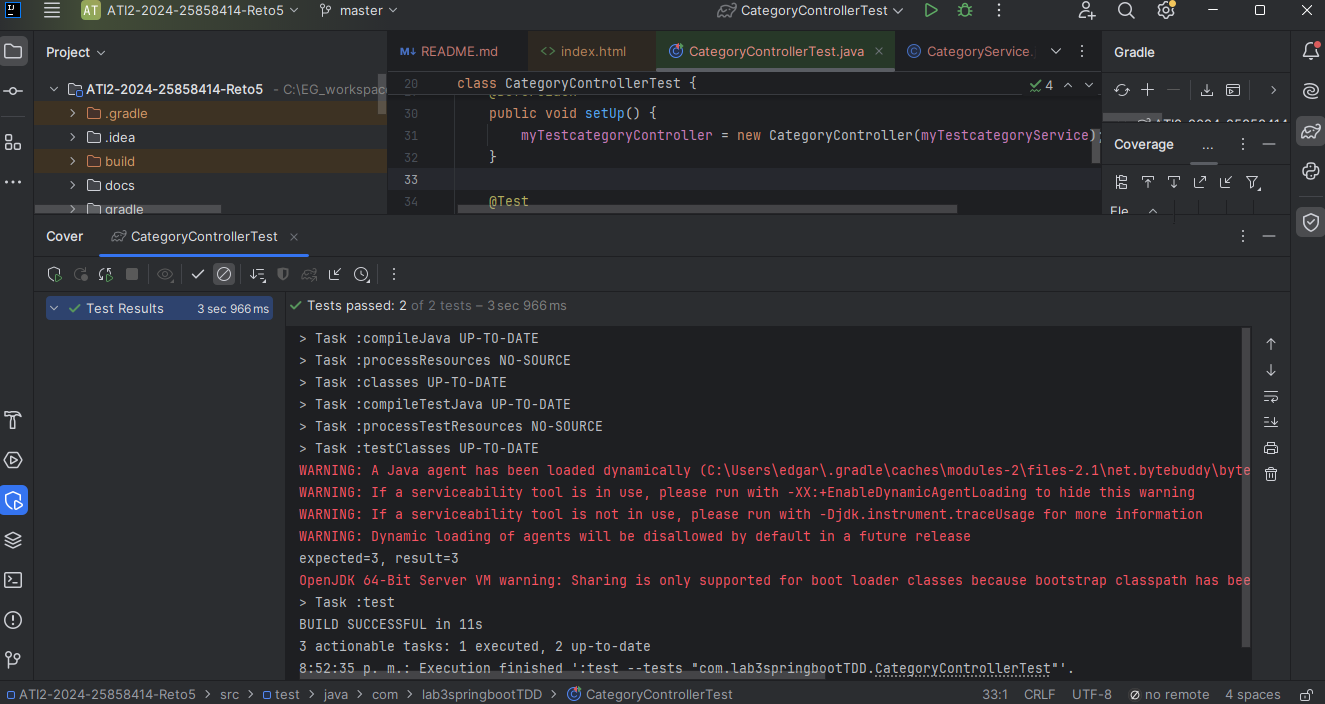 AT ATI2-2024-25858414-Reto5 master CategoryControllerTest
Project
README.md index.html CategoryControllerTest.java CategoryService.
Gradle
ATI2-2024-25858414-Reto5 - C:\EG_workspac
.gradle
.idea
build
docs
gradle
20 class CategoryControllerTest {
4
30 public void setUp() {
31 myTestcategoryController = new CategoryController(myTestcategoryService);
32 }
33
34 @Test
Coverage ...
Ele
Cover CategoryControllerTest
Test Results 3 sec 966 ms
Tests passed: 2 of 2 tests – 3 sec 966 ms
> Task :compileJava UP-TO-DATE
> Task :processResources NO-SOURCE
> Task :classes UP-TO-DATE
> Task :compileTestJava UP-TO-DATE
> Task :processTestResources NO-SOURCE
> Task :testClasses UP-TO-DATE
WARNING: A Java agent has been loaded dynamically (C:\Users\edgar\.gradle\caches\modules-2\files-2.1\net.bytebuddy\byte
WARNING: If a serviceability tool is in use, please run with -XX:+EnableDynamicAgentLoading to hide this warning
WARNING: If a serviceability tool is not in use, please run with -Djdk.instrument.traceUsage for more information
WARNING: Dynamic loading of agents will be disallowed by default in a future release
expected=3, result=3
OpenJDK 64-Bit Server VM warning: Sharing is only supported for boot loader classes because bootstrap classpath has bee
> Task :test
BUILD SUCCESSFUL in 11s
3 actionable tasks: 1 executed, 2 up-to-date
8:52:35 p. m.: Execution finished ':test --tests "com.lab3springbootTDD.CategoryControllerTest"'.
ATI2-2024-25858414-Reto5 > src > test > java > com > lab3springbootTDD > CategoryControllerTest
33:1 CRLF UTF-8 no remote 4 spaces